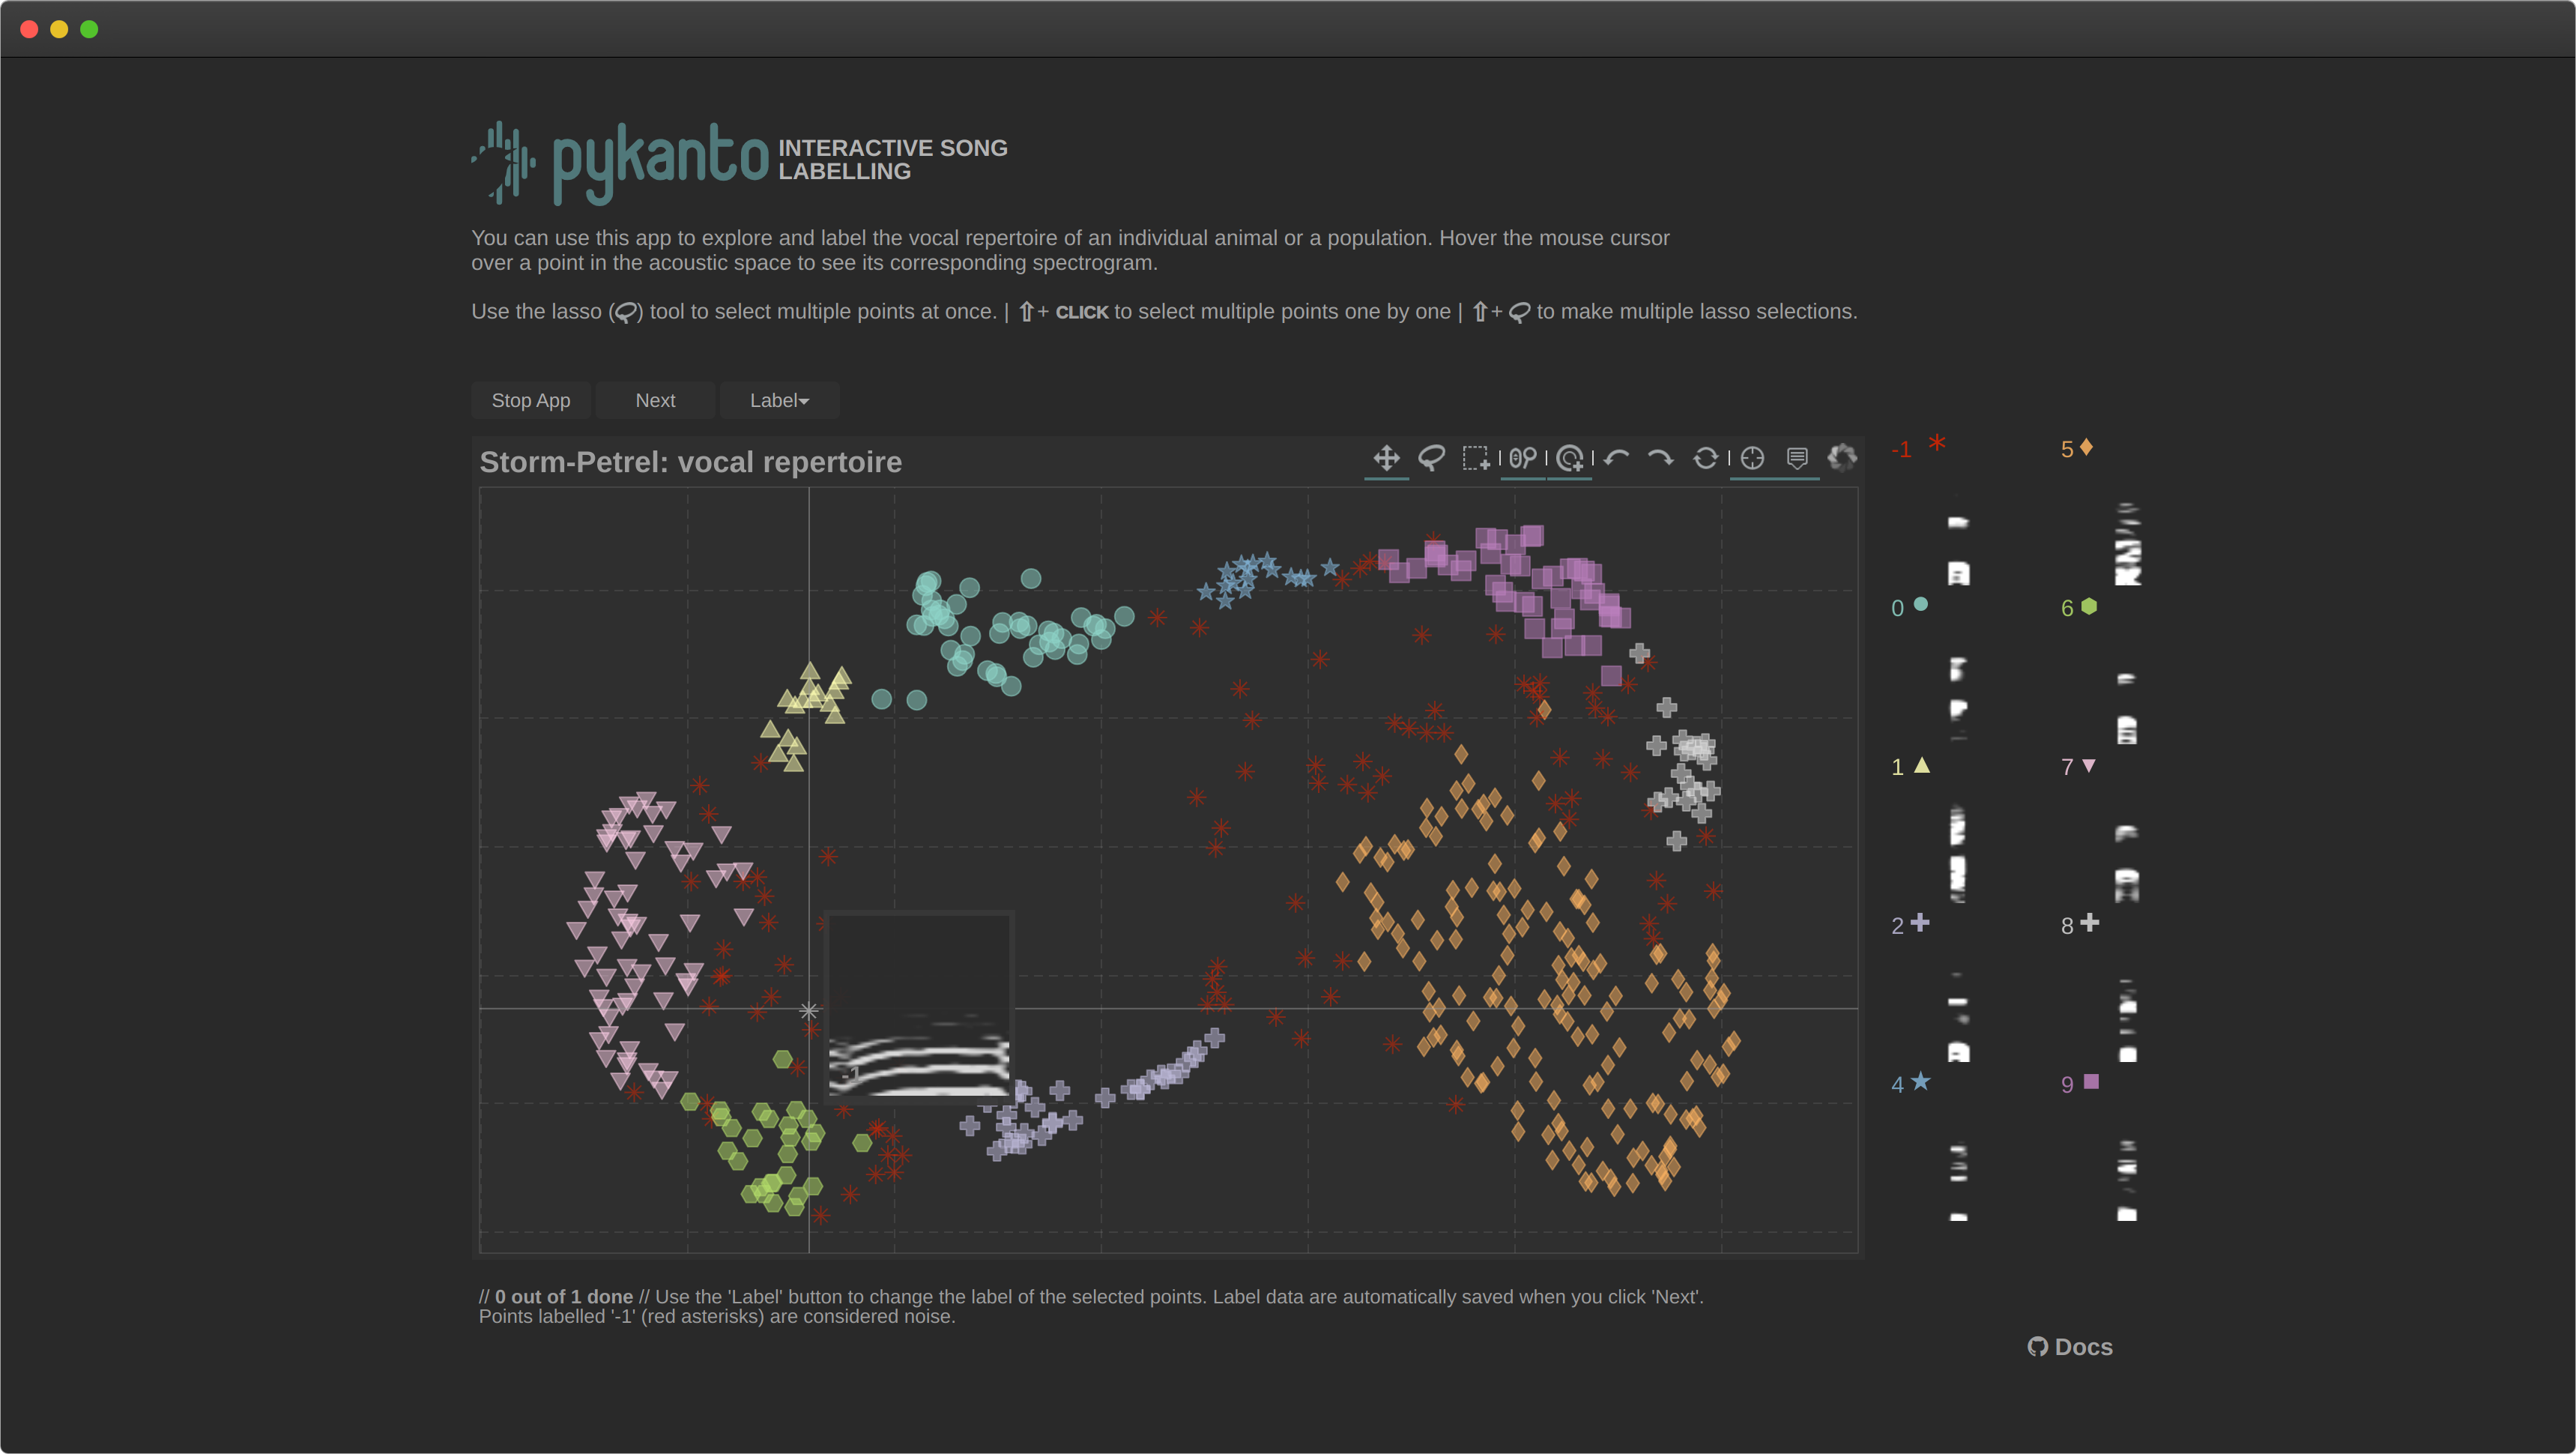 pykanto INTERACTIVE SONG
LABELLING
You can use this app to explore and label the vocal repertoire of an individual animal or a population. Hover the mouse cursor
over a point in the acoustic space to see its corresponding spectrogram.
Use the lasso ( ) tool to select multiple points at once. | ⇧+ CLICK to select multiple points one by one | ⇧+ to make multiple lasso selections.
Stop App Next Label
Storm-Petrel: vocal repertoire
-1 5
0 6
1 7
2 8
4 9
-1
// 0 out of 1 done // Use the 'Label' button to change the label of the selected points. Label data are automatically saved when you click 'Next'.
Points labelled '-1' (red asterisks) are considered noise.
Docs